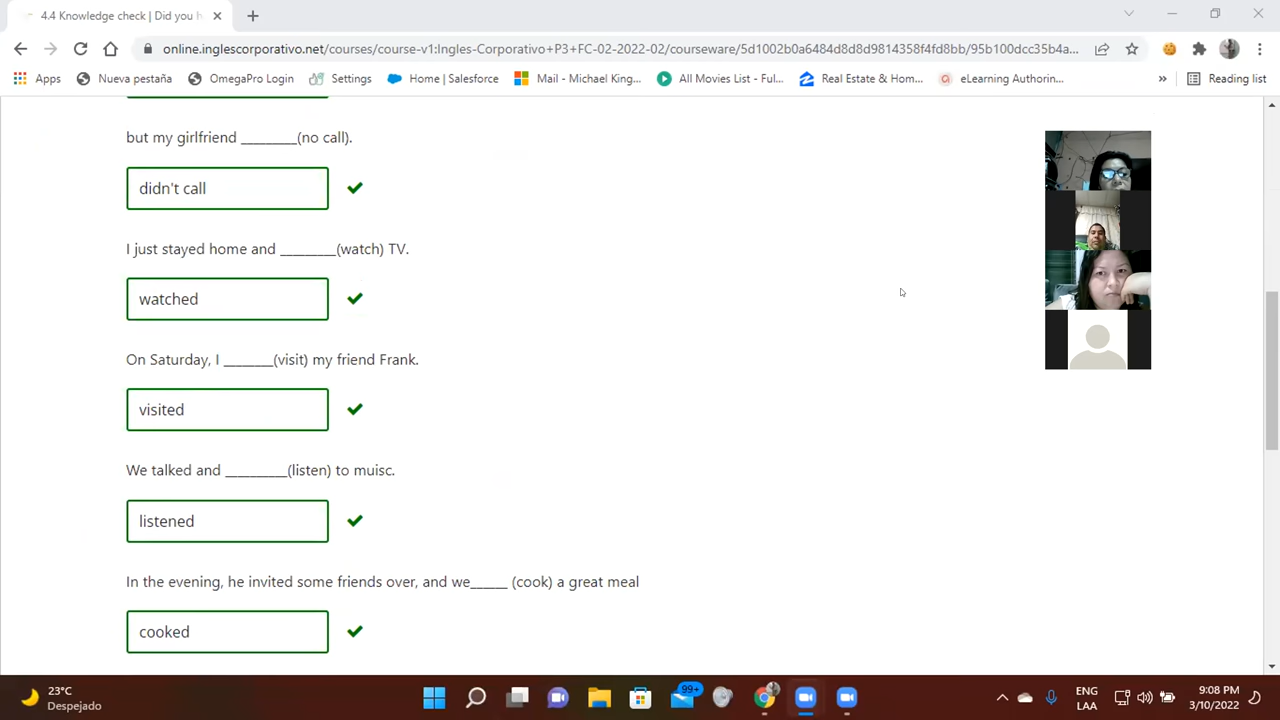 4.4 Knowledge check | Did you h
online.inglescorporativo.net/courses/course-v1:Ingles-Corporativo+P3+FC-02-2022-02/courseware/5d1002b0a6484d8d8d9814358f4fd8bb/95b100dcc35b4a...
Apps Nueva pestaña OmegaPro Login Settings Home | Salesforce Mail - Michael King... All Movies List - Ful... Real Estate & Hom... eLearning Authorin... » Reading list
but my girlfriend _________(no call).
didn't call
I just stayed home and _________(watch) TV.
watched
On Saturday, I ________(visit) my friend Frank.
visited
We talked and __________(listen) to muisc.
listened
In the evening, he invited some friends over, and we______ (cook) a great meal
cooked
23°C
Despejado
99+
ENG
LAA
9:08 PM
3/10/2022